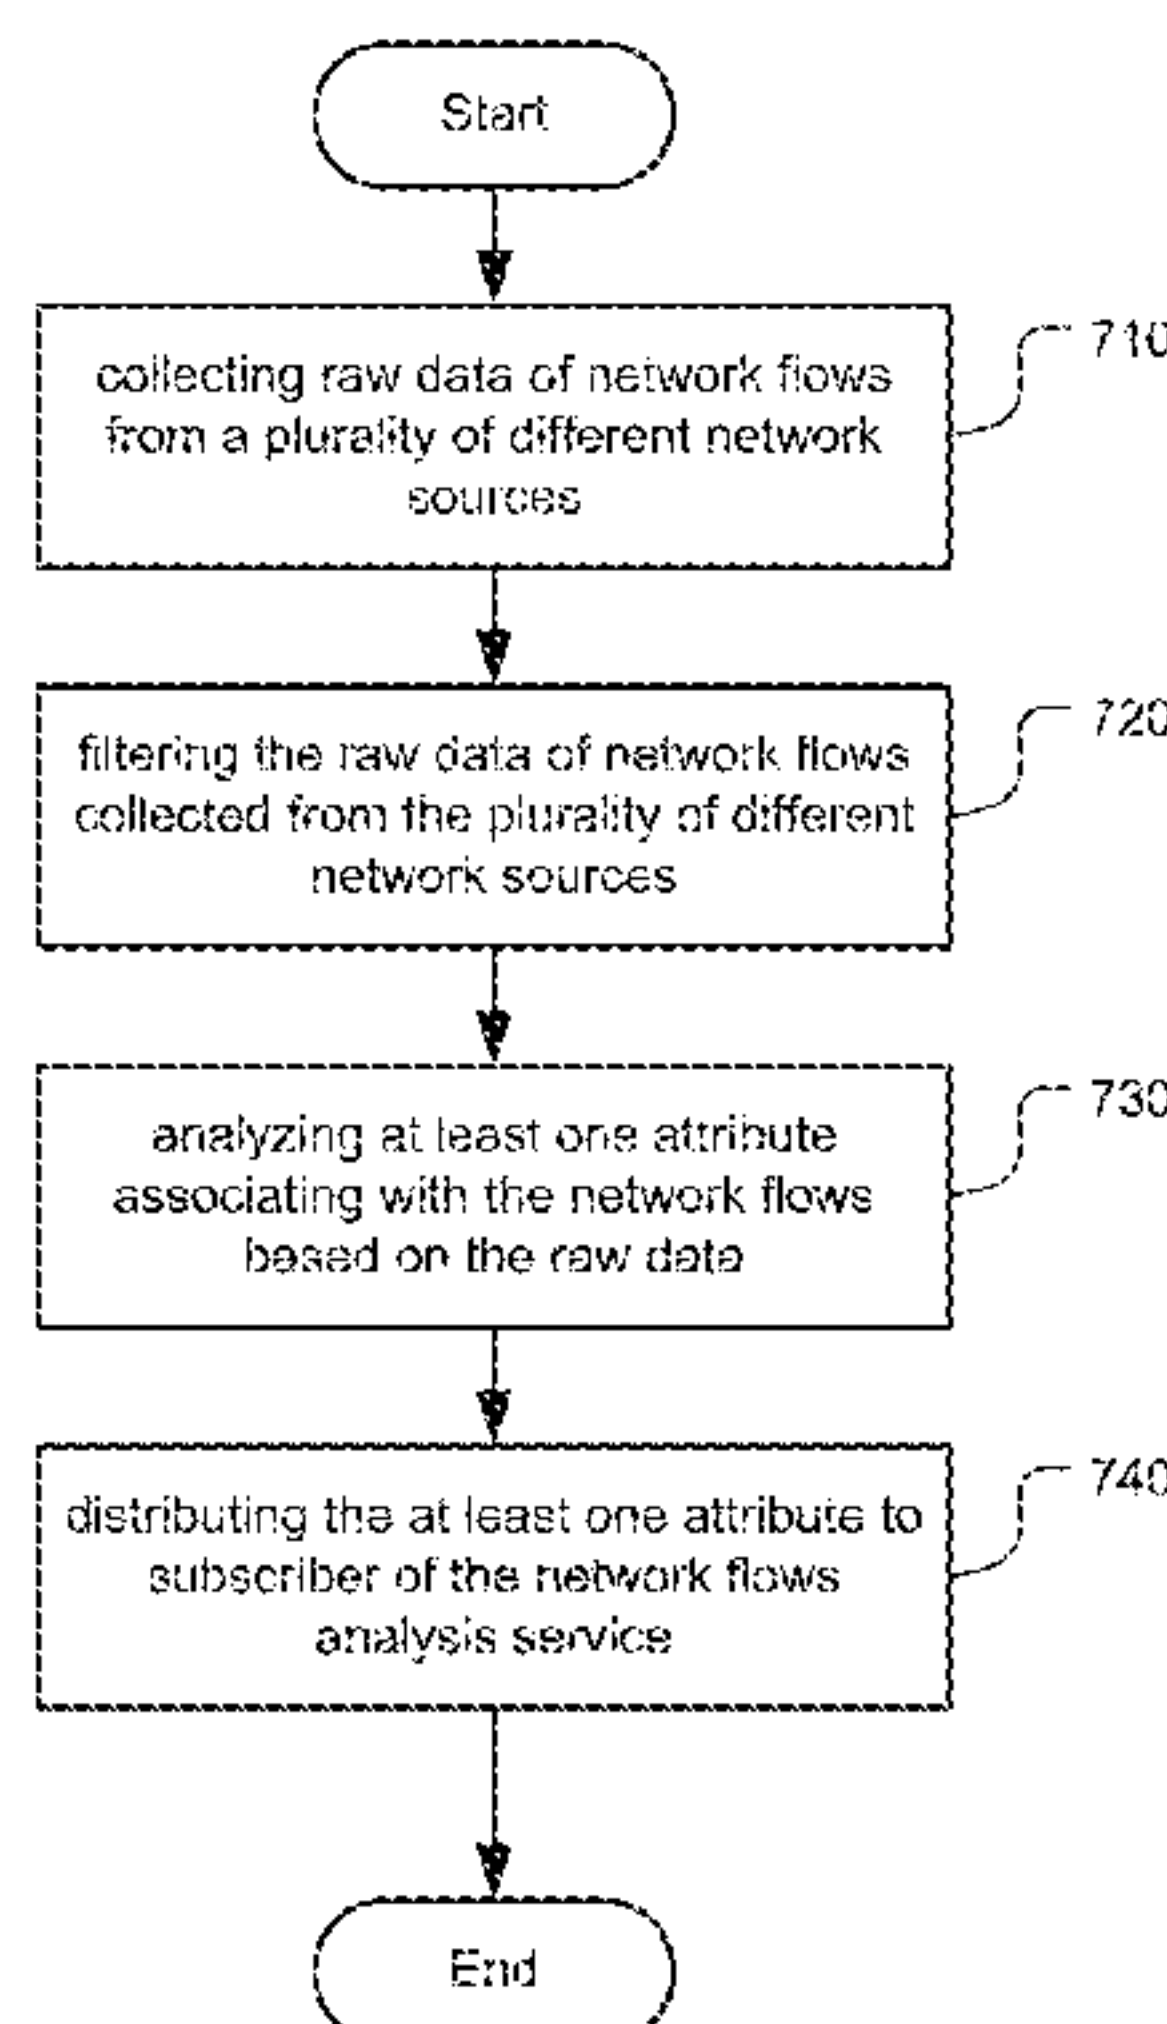 Start
collecting raw data of network flows
from a plurality of different network
sources
710
filtering the raw data of network flows
collected from the plurality of different
network sources
720
analyzing at least one attribute
associating with the network flows
based on the raw data
730
distributing the at least one attribute to
subscriber of the network flows
analysis service
740
End